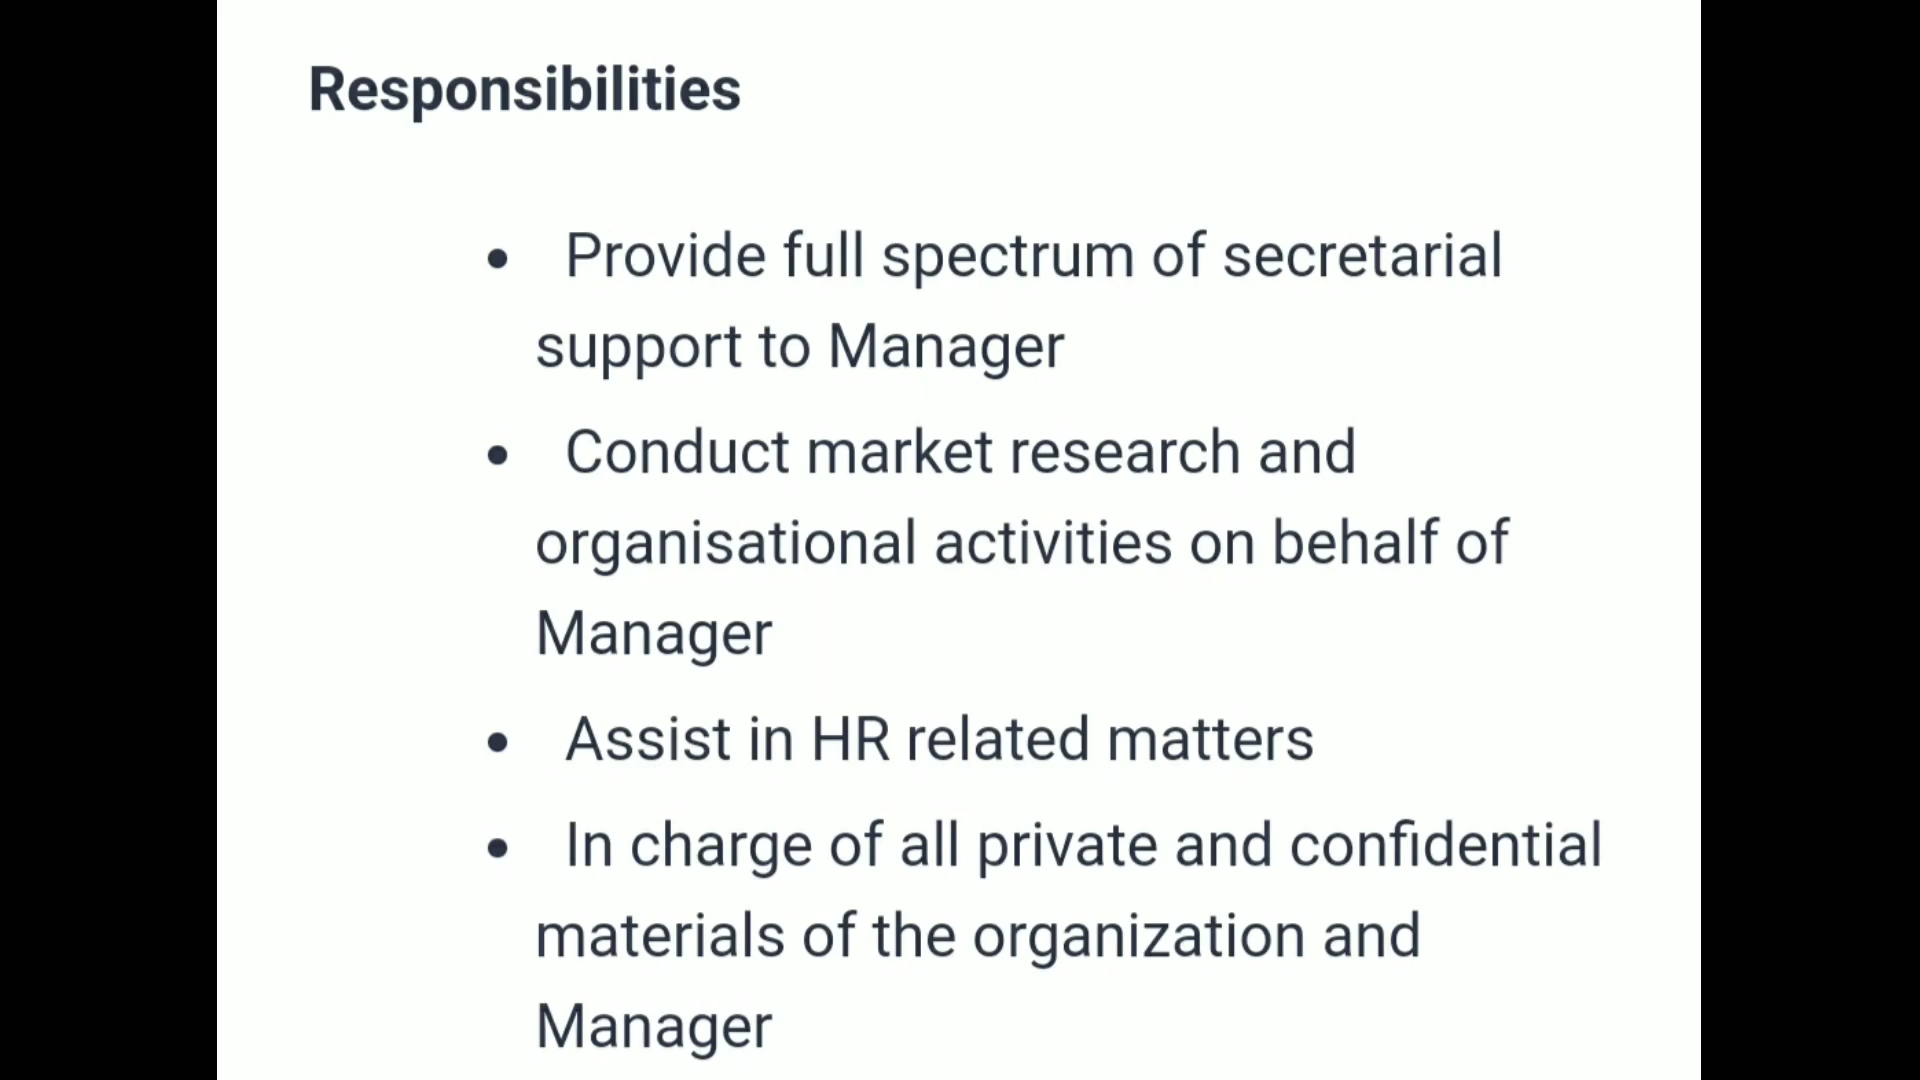 Responsibilities
• Provide full spectrum of secretarial
support to Manager
• Conduct market research and
organisational activities on behalf of
Manager
• Assist in HR related matters
• In charge of all private and confidential
materials of the organization and
Manager